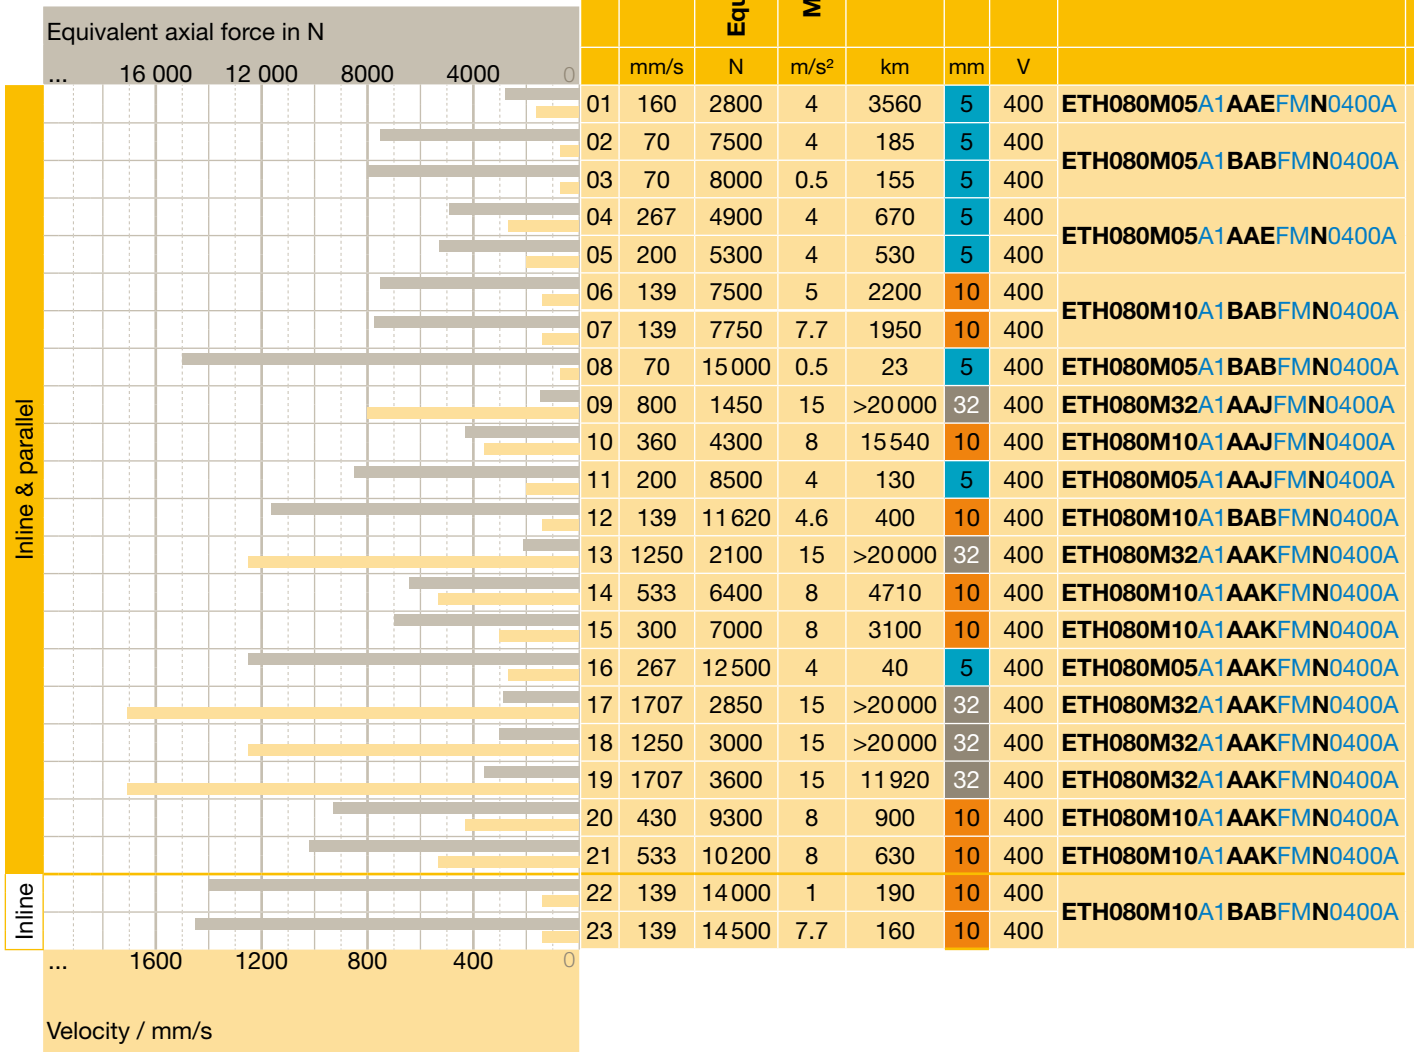 Equivalent axial force in N
... 16 000 12 000 8000 4000 0
Equ
M
mm/s N m/s² km mm V
Inline & parallel
01 160 2800 4 3560 5 400 ETH080M05A1AAEFMN0400A
02 70 7500 4 185 5 400
ETH080M05A1BABFMN0400A
03 70 8000 0.5 155 5 400
04 267 4900 4 670 5 400
ETH080M05A1AAEFMN0400A
05 200 5300 4 530 5 400
06 139 7500 5 2200 10 400
ETH080M10A1BABFMN0400A
07 139 7750 7.7 1950 10 400
08 70 15 000 0.5 23 5 400 ETH080M05A1BABFMN0400A
09 800 1450 15 >20 000 32 400 ETH080M32A1AAJFMN0400A
10 360 4300 8 15 540 10 400 ETH080M10A1AAJFMN0400A
11 200 8500 4 130 5 400 ETH080M05A1AAJFMN0400A
12 139 11 620 4.6 400 10 400 ETH080M10A1BABFMN0400A
13 1250 2100 15 >20 000 32 400 ETH080M32A1AAKFMN0400A
14 533 6400 8 4710 10 400 ETH080M10A1AAKFMN0400A
15 300 7000 8 3100 10 400 ETH080M10A1AAKFMN0400A
16 267 12 500 4 40 5 400 ETH080M05A1AAKFMN0400A
17 1707 2850 15 >20 000 32 400 ETH080M32A1AAKFMN0400A
18 1250 3000 15 >20 000 32 400 ETH080M32A1AAKFMN0400A
19 1707 3600 15 11 920 32 400 ETH080M32A1AAKFMN0400A
20 430 9300 8 900 10 400 ETH080M10A1AAKFMN0400A
21 533 10 200 8 630 10 400 ETH080M10A1AAKFMN0400A
Inline
22 139 14 000 1 190 10 400
ETH080M10A1BABFMN0400A
23 139 14 500 7.7 160 10 400
... 1600 1200 800 400 0
Velocity / mm/s